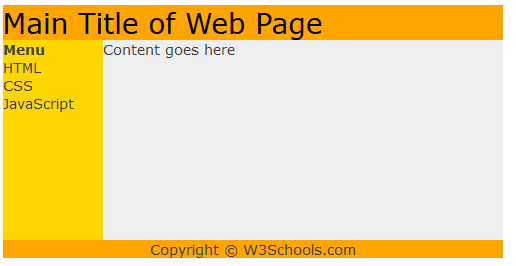 Main Title of Web Page
Menu
HTML
CSS
JavaScript
Content goes here
Copyright © W3Schools.com